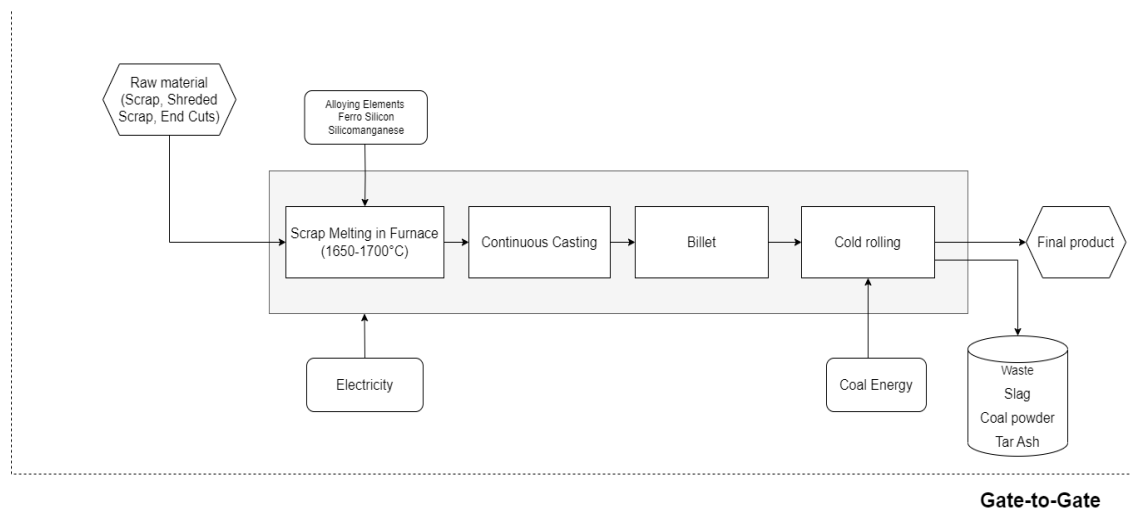 Raw material
(Scrap, Shreded
Scrap, End Cuts)
Alloying Elements
Ferro Silicon
Silicomanganese
Scrap Melting in Furnace
(1650-1700°C)
Continuous Casting
Billet
Cold rolling
Final product
Electricity
Coal Energy
Waste
Slag
Coal powder
Tar Ash
Gate-to-Gate